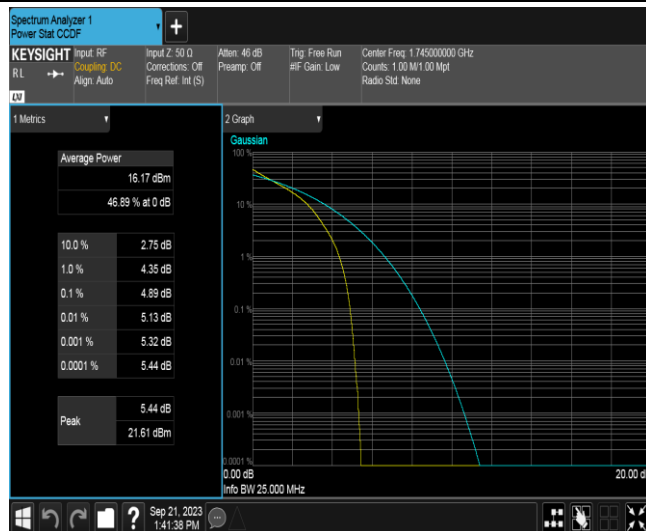 Spectrum Analyzer 1
Power Stat CCDF
+
KEYSIGHT
RL
Input: RF
Coupling: DC
Align: Auto
Input Z: 50 Ω
Corrections: Off
Freq Ref: Int (S)
Atten: 46 dB
Preamp: Off
Trig: Free Run
#IF Gain: Low
Center Freq: 1.745000000 GHz
Counts: 1.00 M/1.00 Mpt
Radio Std: None
1 Metrics
Average Power
16.17 dBm
46.89 % at 0 dB
10.0 % 2.75 dB
1.0 % 4.35 dB
0.1 % 4.89 dB
0.01 % 5.13 dB
0.001 % 5.32 dB
0.0001 % 5.44 dB
Peak
5.44 dB
21.61 dBm
2 Graph
Gaussian
100 %
10 %
1 %
0.1 %
0.01 %
0.001 %
0.0001 %
0.00 dB
20.00 d
Info BW 25.000 MHz
?
Sep 21, 2023
1:41:38 PM